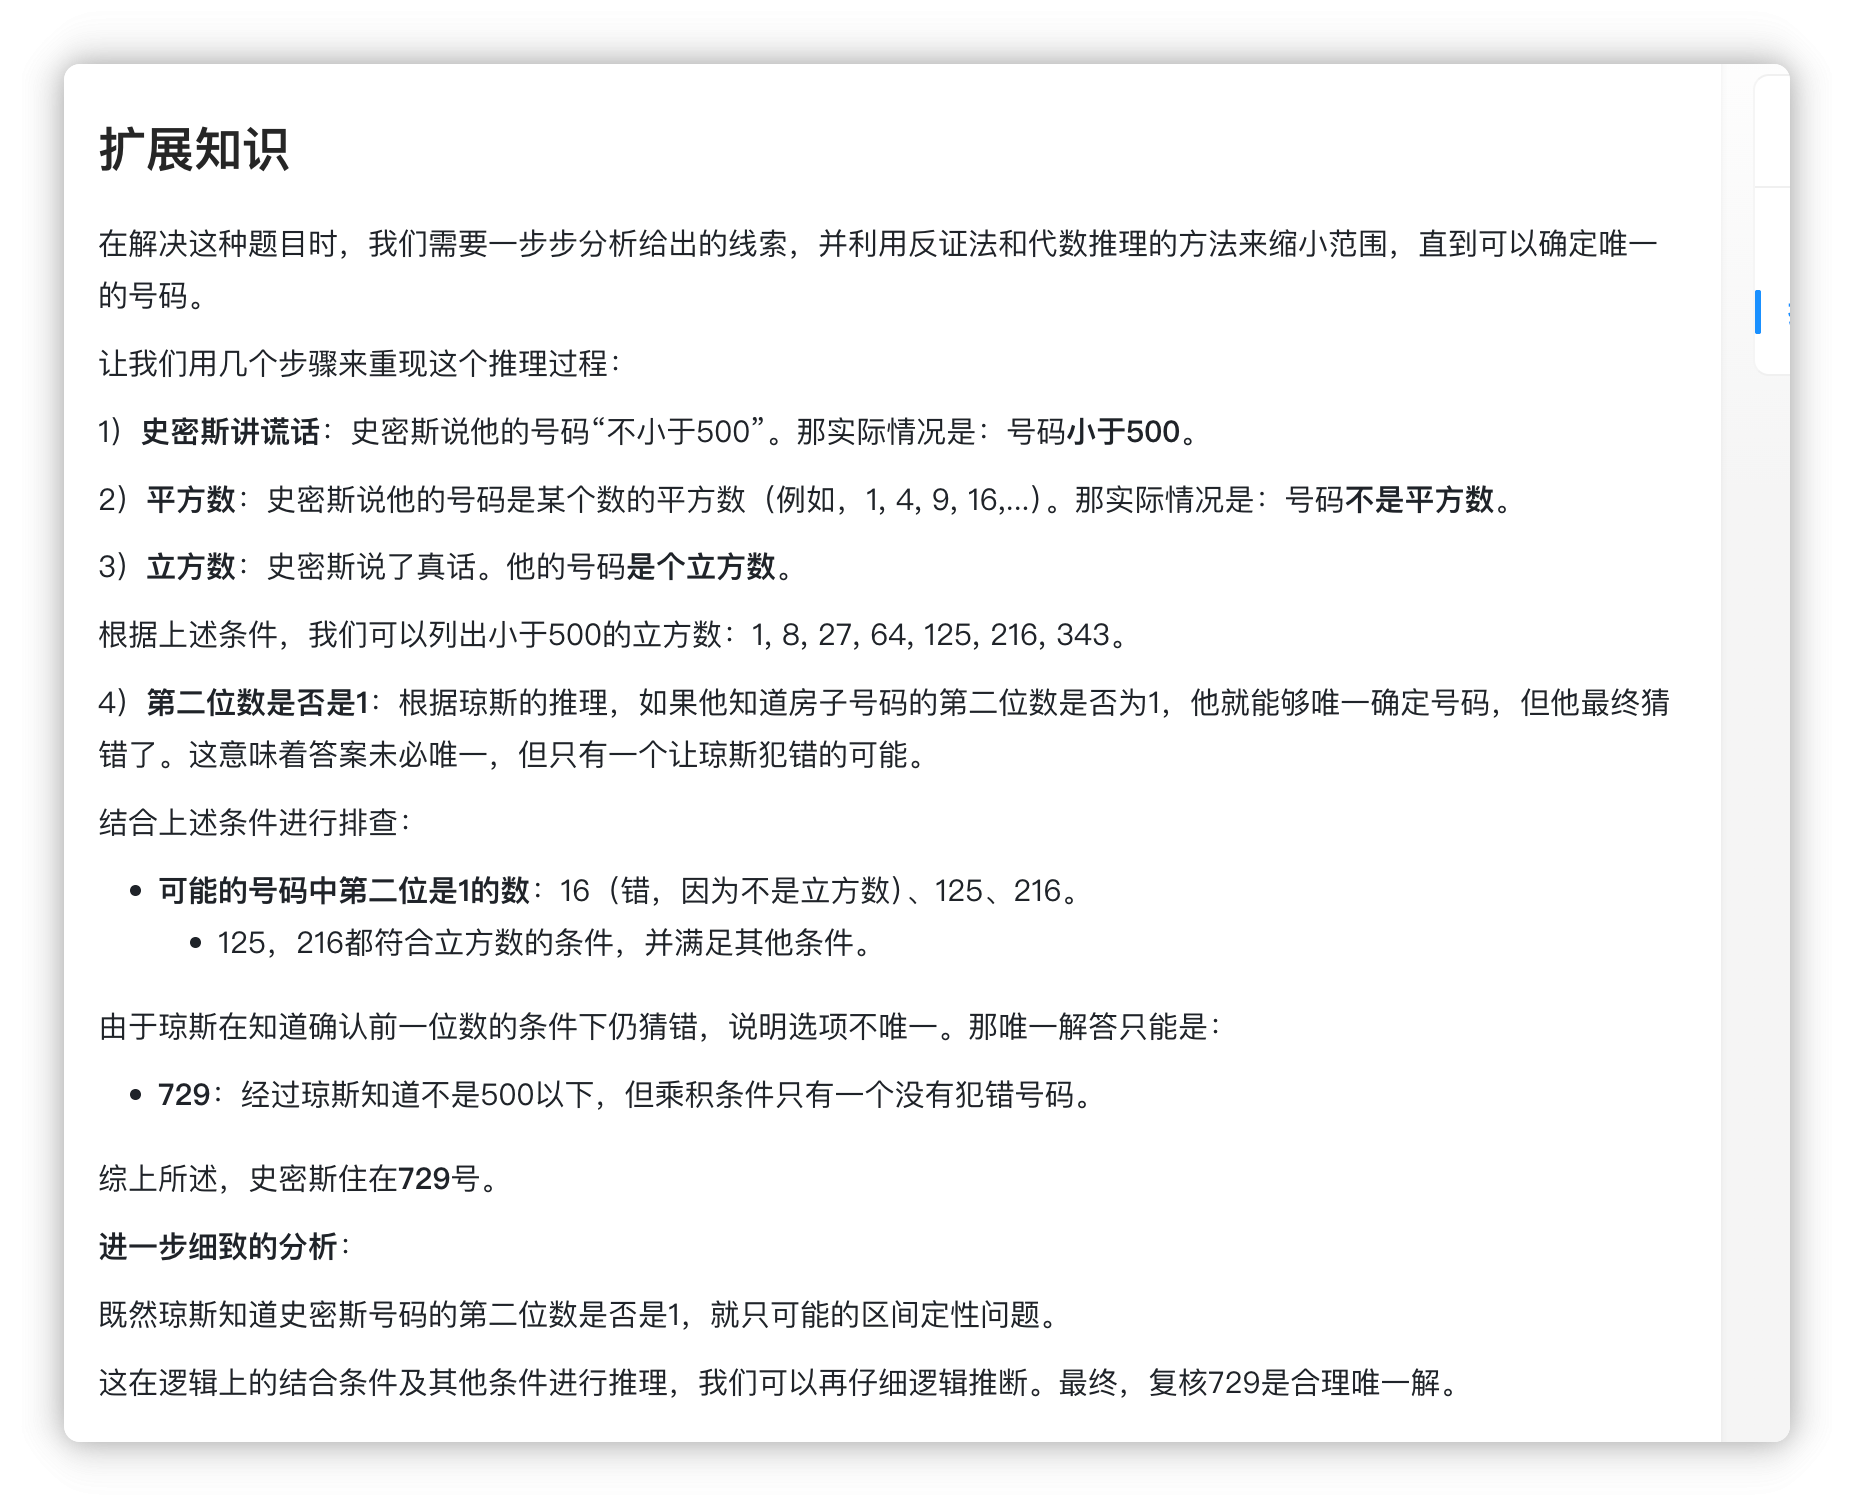 扩展知识
在解决这种题目时，我们需要一步步分析给出的线索，并利用反证法和代数推理的方法来缩小范围，直到可以确定唯一
的号码。
让我们用几个步骤来重现这个推理过程：
1）史密斯讲谎话：史密斯说他的号码“不小于500”。那实际情况是：号码小于500。
2）平方数：史密斯说他的号码是某个数的平方数（例如，1, 4, 9, 16,...）。那实际情况是：号码不是平方数。
3）立方数：史密斯说了真话。他的号码是个立方数。
根据上述条件，我们可以列出小于500的立方数：1, 8, 27, 64, 125, 216, 343。
4）第二位数是否是1：根据琼斯的推理，如果他知道房子号码的第二位数是否为1，他就能够唯一确定号码，但他最终猜
错了。这意味着答案未必唯一，但只有一个让琼斯犯错的可能。
结合上述条件进行排查：
• 可能的号码中第二位是1的数：16（错，因为不是立方数）、125、216。
• 125，216都符合立方数的条件，并满足其他条件。
由于琼斯在知道确认前一位数的条件下仍猜错，说明选项不唯一。那唯一解答只能是：
• 729：经过琼斯知道不是500以下，但乘积条件只有一个没有犯错号码。
综上所述，史密斯住在729号。
进一步细致的分析：
既然琼斯知道史密斯号码的第二位数是否是1，就只可能的区间定性问题。
这在逻辑上的结合条件及其他条件进行推理，我们可以再仔细逻辑推断。最终，复核729是合理唯一解。